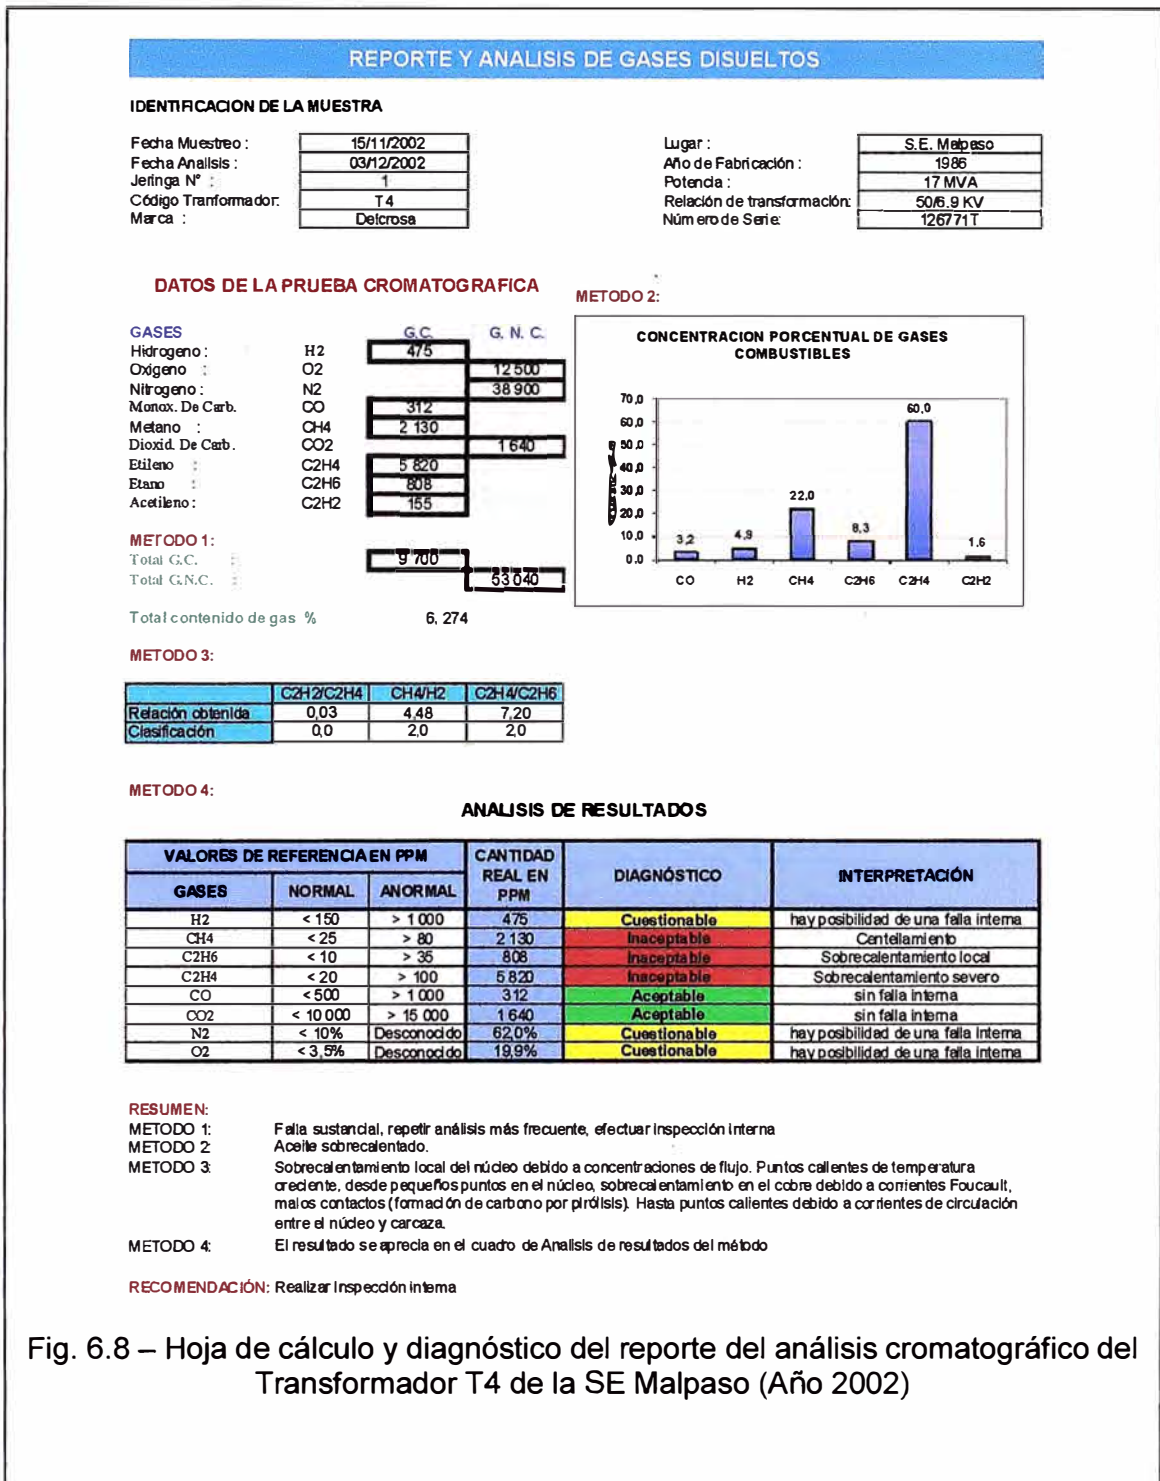 REPORTE Y ANALISIS DE GASES DISUELTOS
IDENTIFICACION DE LA MUESTRA
Fecha Muestreo : 15/11/2002 Lugar : S.E. Malpaso
Fecha Analisis : 03/12/2002 Año de Fabricación : 1986
Jeringa N° : 1 Potencia : 17 MVA
Código Tranformador: T4 Relación de transformación: 50/6.9 KV
Marca : Delcrosa Número de Serie: 126771T
DATOS DE LA PRUEBA CROMATOGRAFICA
METODO 2:
GASES G.C. G. N. C.
Hidrogeno : H2 475
Oxigeno : O2 12 500
Nitrogeno : N2 38 900
Monox. De Carb. CO 312
Metano : CH4 2 130
Dioxid. De Carb. CO2 1 640
Etileno : C2H4 5 820
Etano : C2H6 808
Acetileno : C2H2 155
METODO 1:
Total G.C. : 9 700
Total G.N.C. : 53 040
Total contenido de gas % 6, 274
CONCENTRACION PORCENTUAL DE GASES
COMBUSTIBLES
70,0
60,0
50,0
40,0
30,0
20,0
10,0
0.0
3,2 4,9 22,0 8,3 60,0 1,6
CO H2 CH4 C2H6 C2H4 C2H2
METODO 3:
C2H2/C2H4 CH4/H2 C2H4/C2H6
Relación obtenida 0,03 4,48 7,20
Clasificación 0,0 2,0 2,0
METODO 4:
ANALISIS DE RESULTADOS
VALORES DE REFERENCIA EN PPM CANTIDAD REAL EN PPM DIAGNÓSTICO INTERPRETACIÓN
GASES NORMAL ANORMAL
H2 < 150 > 1 000 475 Cuestionable hay posibilidad de una falla interna
CH4 < 25 > 80 2 130 Inaceptable Centellamiento
C2H6 < 10 > 35 808 Inaceptable Sobrecalentamiento local
C2H4 < 20 > 100 5 820 Inaceptable Sobrecalentamiento severo
CO < 500 > 1 000 312 Aceptable sin falla interna
CO2 < 10 000 > 15 000 1 640 Aceptable sin falla interna
N2 < 10% Desconocido 62,0% Cuestionable hay posibilidad de una falla interna
O2 < 3,5% Desconocido 19,9% Cuestionable hay posibilidad de una falla interna
RESUMEN:
METODO 1: Falla sustancial, repetir análisis más frecuente, efectuar inspección interna
METODO 2: Aceite sobrecalentado.
METODO 3: Sobrecalentamiento local del núcleo debido a concentraciones de flujo. Puntos calientes de temperatura
creciente, desde pequeños puntos en el núcleo, sobrecalentamiento en el cobre debido a corrientes Foucault,
malos contactos (formación de carbono por pirólisis). Hasta puntos calientes debido a corrientes de circulación
entre el núcleo y carcaza.
METODO 4: El resultado se aprecia en el cuadro de Analisis de resultados del método
RECOMENDACIÓN: Realizar Inspección interna
Fig. 6.8 – Hoja de cálculo y diagnóstico del reporte del análisis cromatográfico del
Transformador T4 de la SE Malpaso (Año 2002)